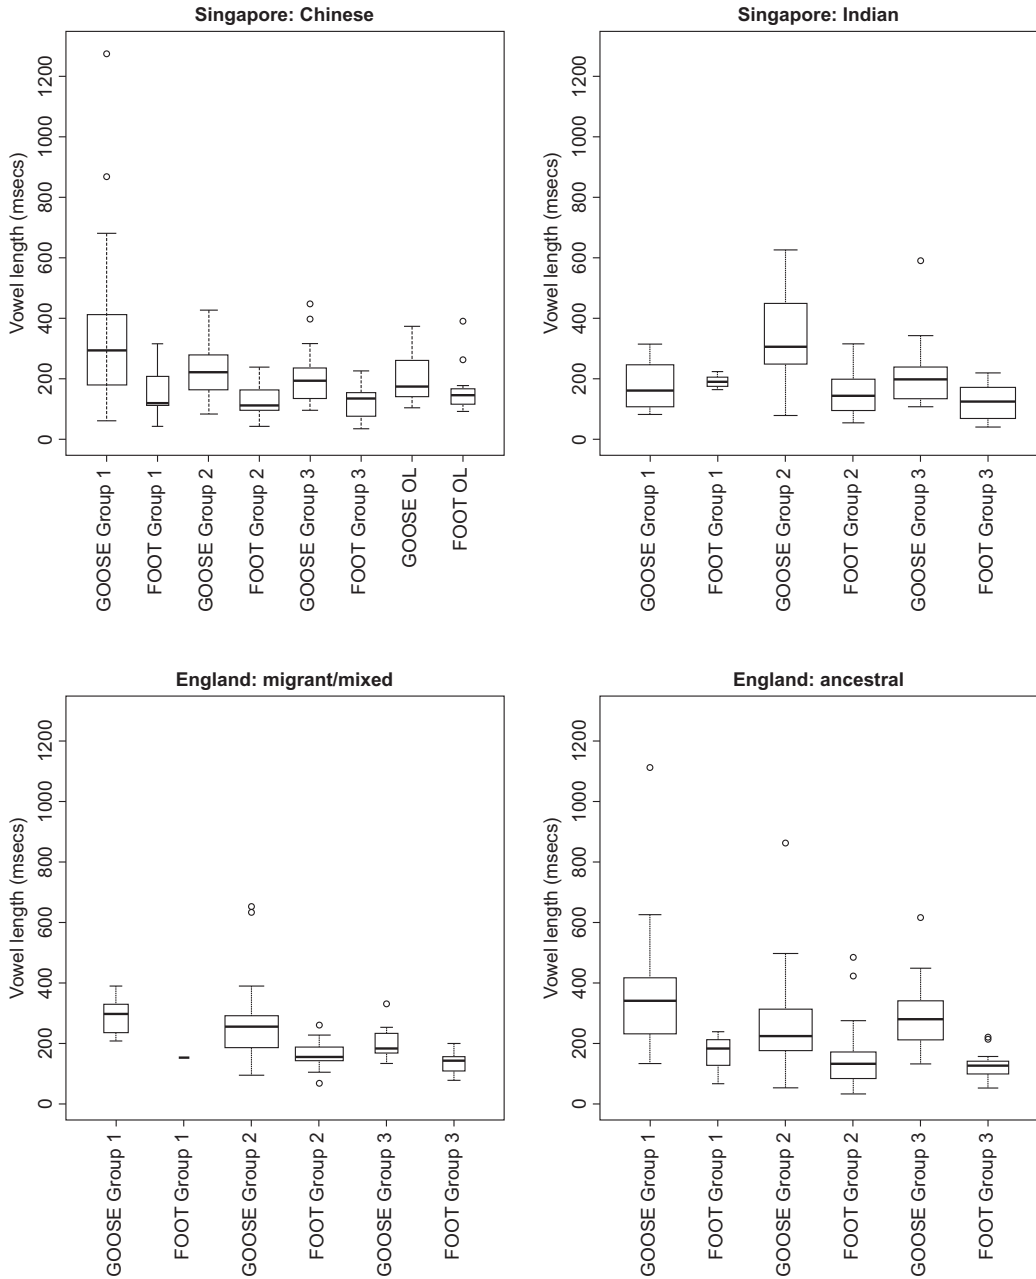 Singapore: Chinese
Vowel length (msecs)
0
200
400
600
800
1000
1200
GOOSE Group 1
FOOT Group 1
GOOSE Group 2
FOOT Group 2
GOOSE Group 3
FOOT Group 3
GOOSE OL
FOOT OL
Singapore: Indian
Vowel length (msecs)
0
200
400
600
800
1000
1200
GOOSE Group 1
FOOT Group 1
GOOSE Group 2
FOOT Group 2
GOOSE Group 3
FOOT Group 3
England: migrant/mixed
Vowel length (msecs)
0
200
400
600
800
1000
1200
GOOSE Group 1
FOOT Group 1
GOOSE Group 2
FOOT Group 2
GOOSE Group 3
FOOT Group 3
England: ancestral
Vowel length (msecs)
0
200
400
600
800
1000
1200
GOOSE Group 1
FOOT Group 1
GOOSE Group 2
FOOT Group 2
GOOSE Group 3
FOOT Group 3